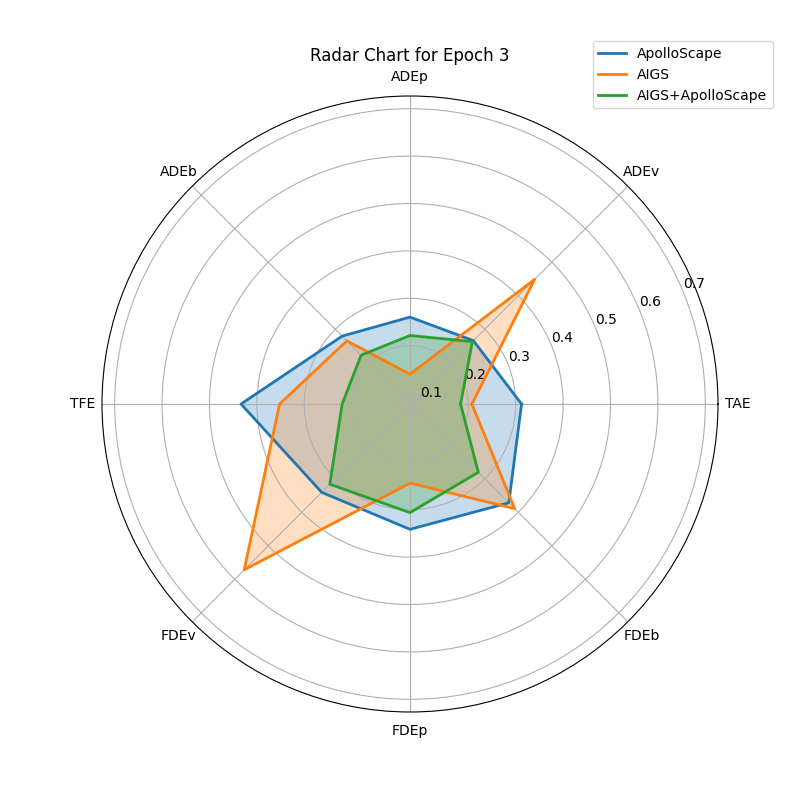 Radar Chart for Epoch 3
ApolloScape
AIGS
AIGS+ApolloScape
ADEp
ADEb
ADEv
0.7
0.6
0.5
0.4
0.3
0.2
0.1
TFE
TAE
FDEv
FDEb
FDEp